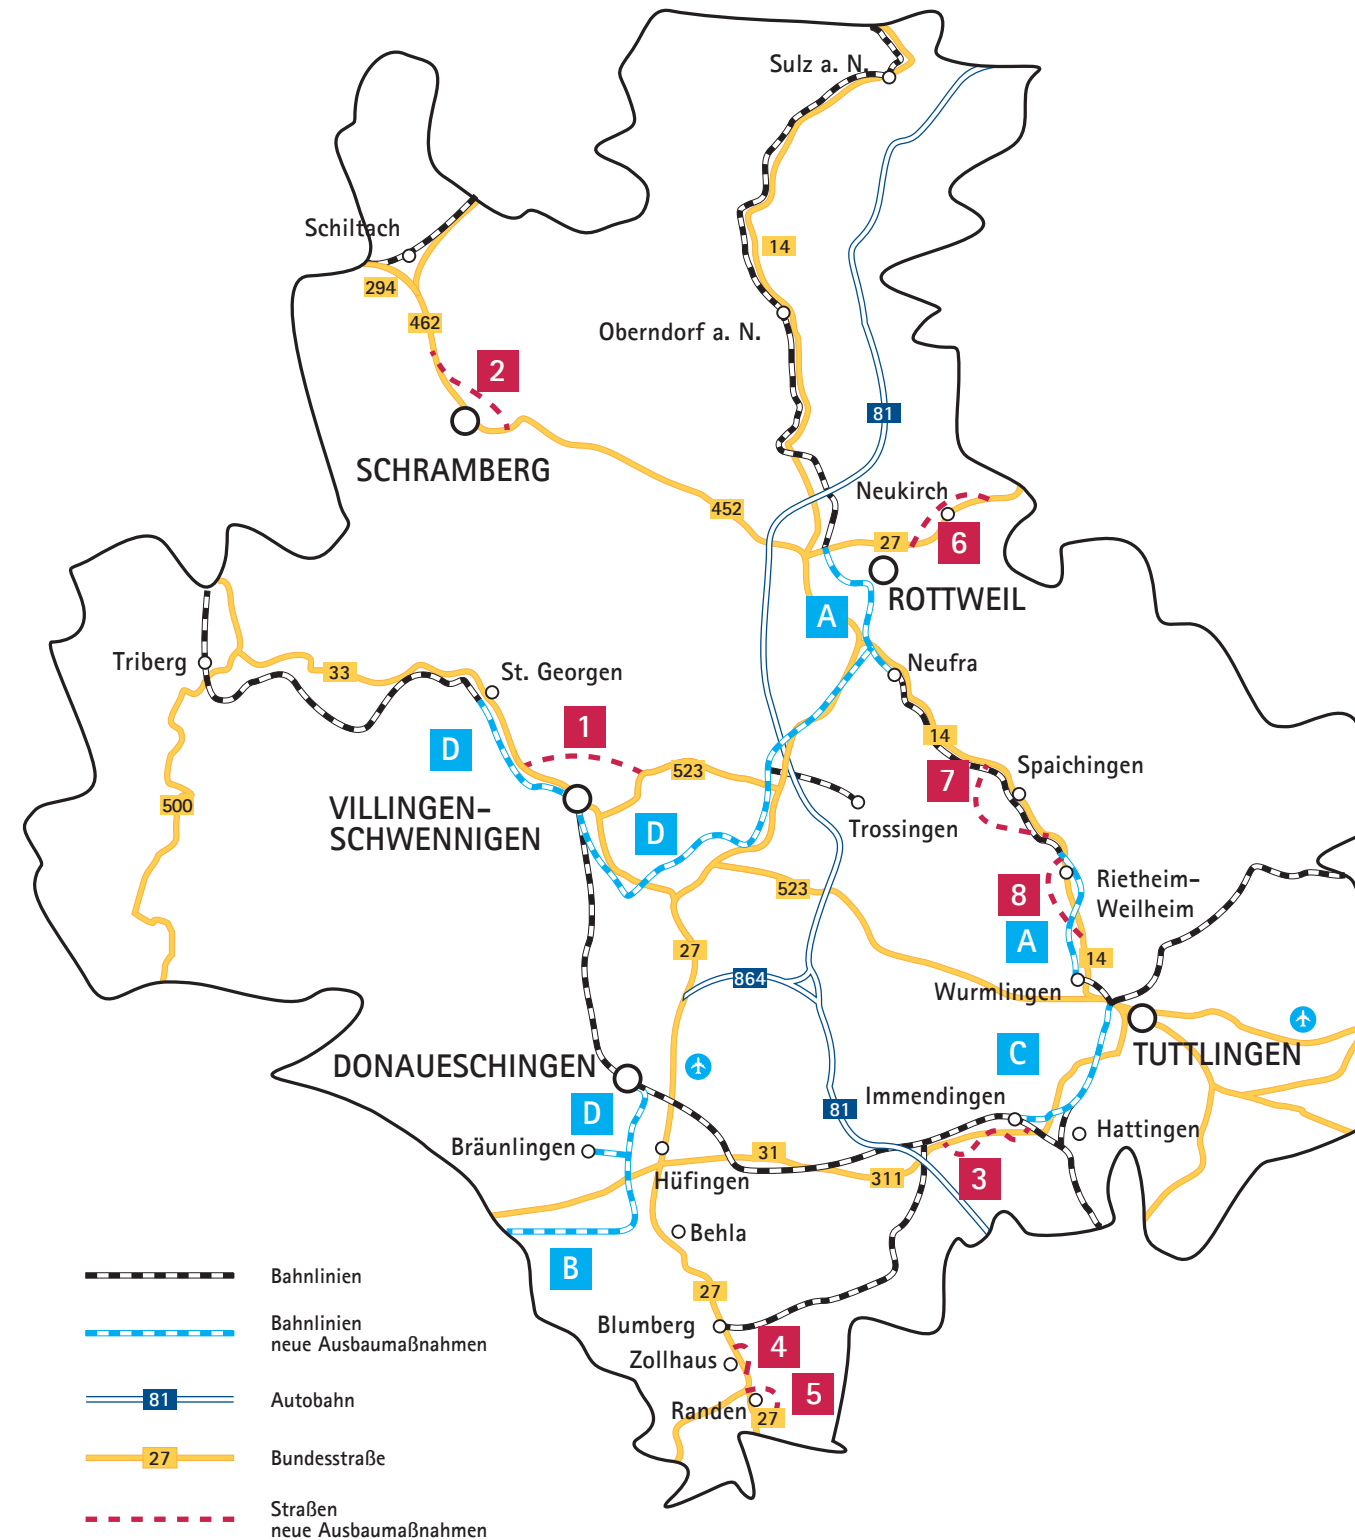 Sulz a. N.
Schiltach
14
294
462
Oberndorf a. N.
2
81
SCHRAMBERG
Neukirch
452
27
6
ROTTWEIL
A
Triberg
33
St. Georgen
Neufra
1
14
D
523
7
Spaichingen
500
VILLINGEN-
SCHWENNIGEN
D
Trossingen
523
8
Rietheim-
Weilheim
A
27
14
864
Wurmlingen
C
TUTTLINGEN
DONAUESCHINGEN
D
81
Immendingen
Bräunlingen
Hattingen
31
Hüfingen
311
3
Behla
B
27
Blumberg
4
Zollhaus
5
Randen
27
Bahnlinien
Bahnlinien
neue Ausbaumaßnahmen
81
Autobahn
27
Bundesstraße
Straßen
neue Ausbaumaßnahmen